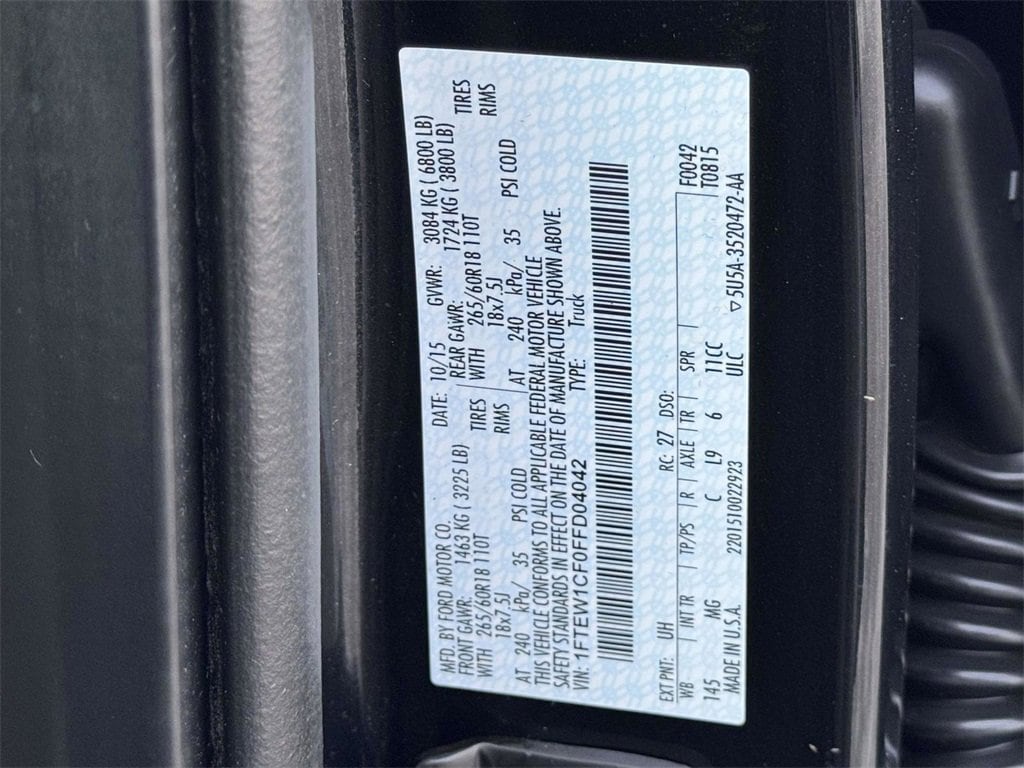 MFD. BY FORD MOTOR CO. DATE: 10/15 GVWR: 3084 KG ( 6800 LB)
FRONT GAWR: 1463 KG ( 3225 LB) REAR GAWR: 1724 KG ( 3800 LB)
WITH 265/60R18 110T TIRES WITH 265/60R18 110T TIRES
18x7.5J RIMS 18x7.5J RIMS
AT 240 kPa/ 35 PSI COLD AT 240 kPa/ 35 PSI COLD
THIS VEHICLE CONFORMS TO ALL APPLICABLE FEDERAL MOTOR VEHICLE
SAFETY STANDARDS IN EFFECT ON THE DATE OF MANUFACTURE SHOWN ABOVE.
VIN: 1FTEW1CF0FFD04042 TYPE: Truck
EXT PNT: UH RC: 27 DSO: F0042
WB INT TR TP/PS R AXLE TR SPR T0815
145 MG C L9 6 11CC
MADE IN U.S.A. 2201510022923 ULC ▽5U5A-3520472-AA